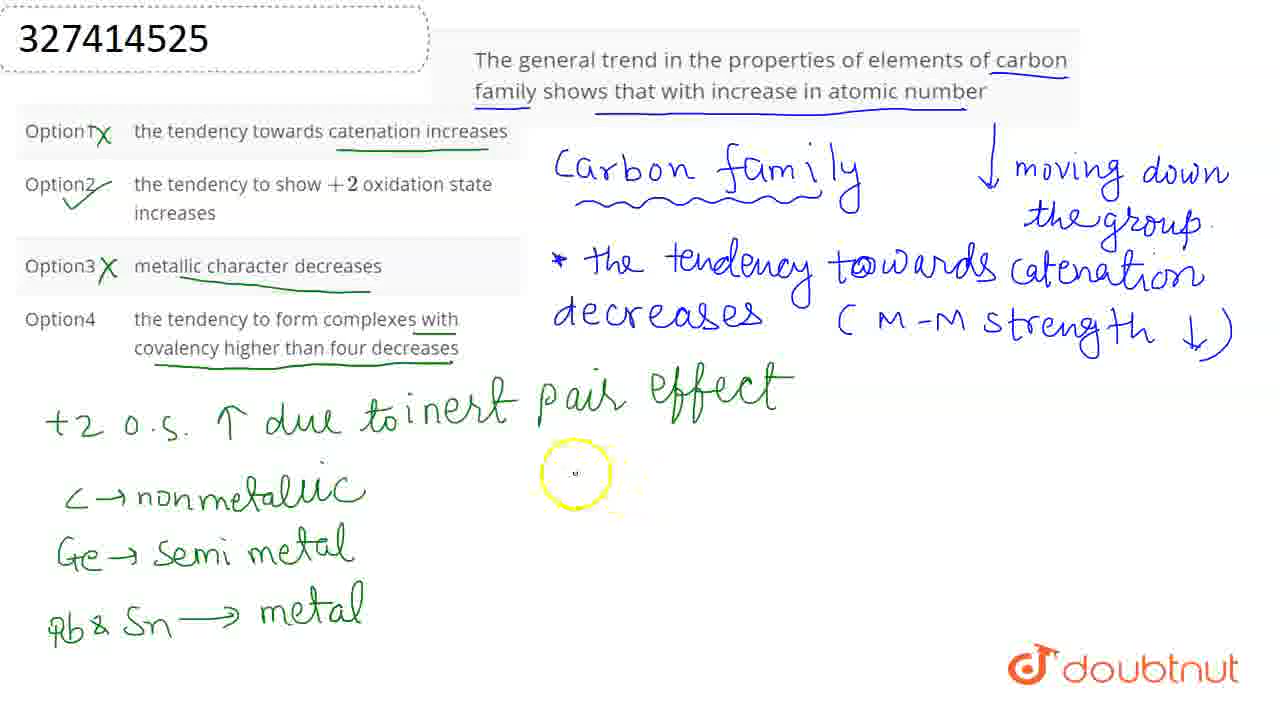 327414525
The general trend in the properties of elements of carbon
family shows that with increase in atomic number
Option1 X the tendency towards catenation increases
Option2 ✓ the tendency to show +2 oxidation state
increases
Option3 X metallic character decreases
Option4 the tendency to form complexes with
covalency higher than four decreases
Carbon family
↓ moving down
the group.
* the tendency towards catenation
decreases (M-M strength ↓)
+2 o.s. ↑ due to inert pair effect
C → nonmetallic
Ge → semi metal
Pb & Sn → metal
doubtnut